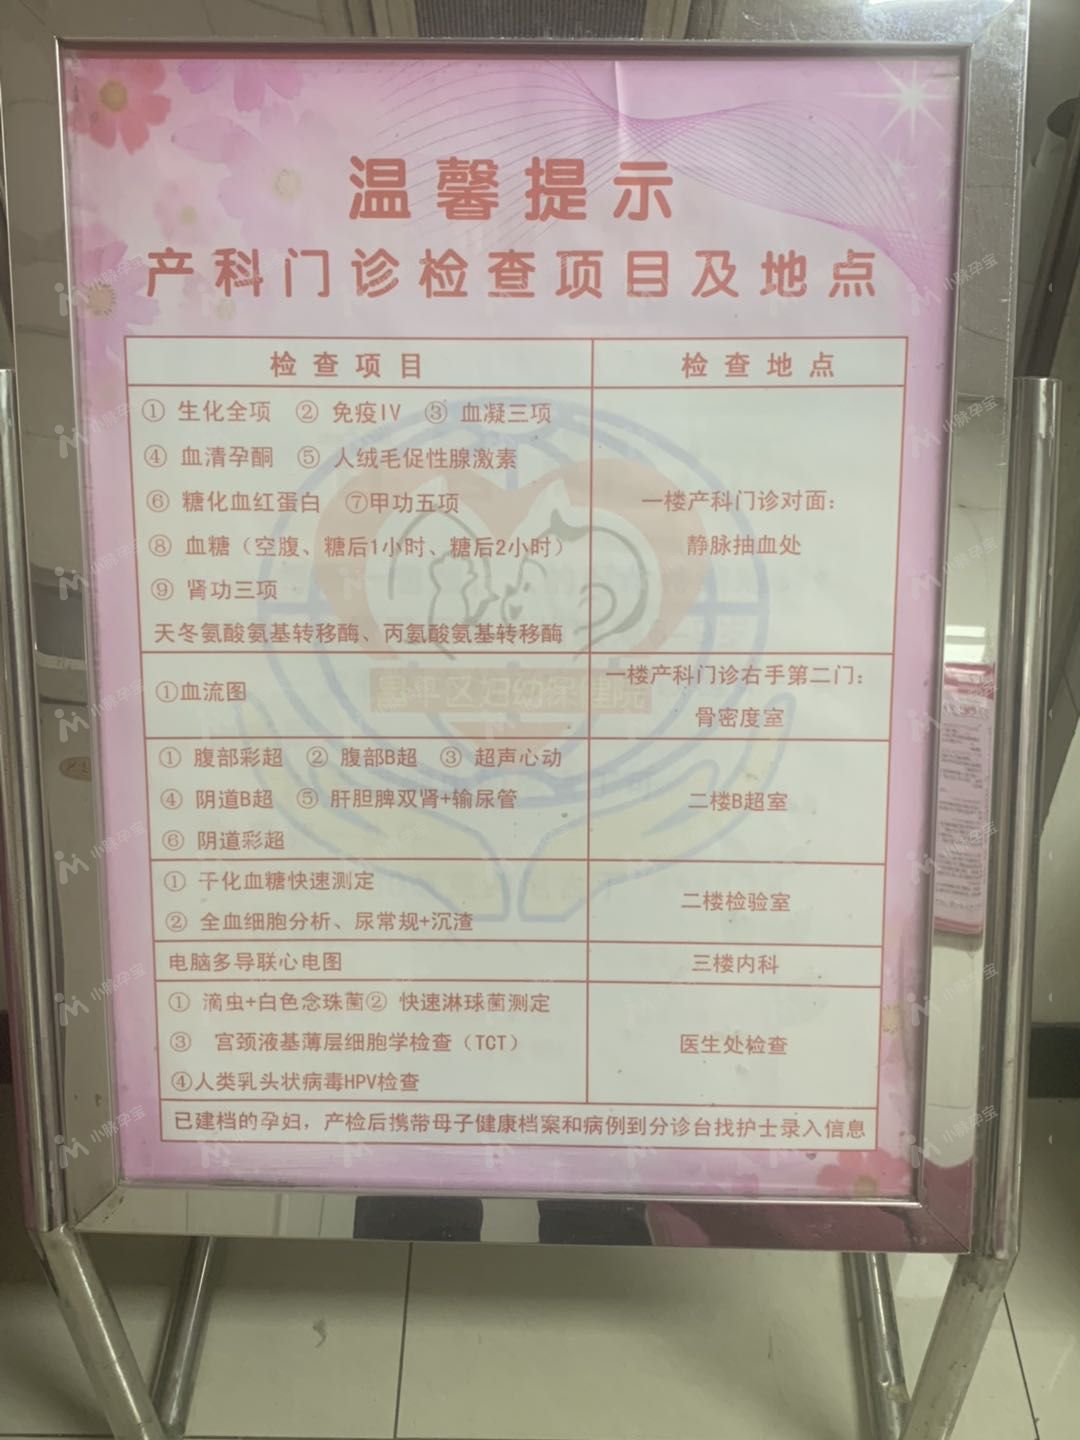 温馨提示
产科门诊检查项目及地点
检查项目
检查地点
① 生化全项 ② 免疫IV ③ 血凝三项
④ 血清孕酮 ⑤ 人绒毛促性腺激素
⑥ 糖化血红蛋白 ⑦甲功五项
⑧ 血糖（空腹、糖后1小时、糖后2小时）
⑨ 肾功三项
天冬氨酸氨基转移酶、丙氨酸氨基转移酶
一楼产科门诊对面：
静脉抽血处
①血流图
一楼产科门诊右手第二门：
骨密度室
① 腹部彩超 ② 腹部B超 ③ 超声心动
④ 阴道B超 ⑤ 肝胆脾双肾+输尿管
⑥ 阴道彩超
二楼B超室
① 干化血糖快速测定
② 全血细胞分析、尿常规+沉渣
二楼检验室
电脑多导联心电图
三楼内科
① 滴虫+白色念珠菌② 快速淋球菌测定
③ 宫颈液基薄层细胞学检查（TCT）
④人类乳头状病毒HPV检查
医生处检查
已建档的孕妇，产检后携带母子健康档案和病例到分诊台找护士录入信息
昌平区妇幼保健院
小脉孕宝